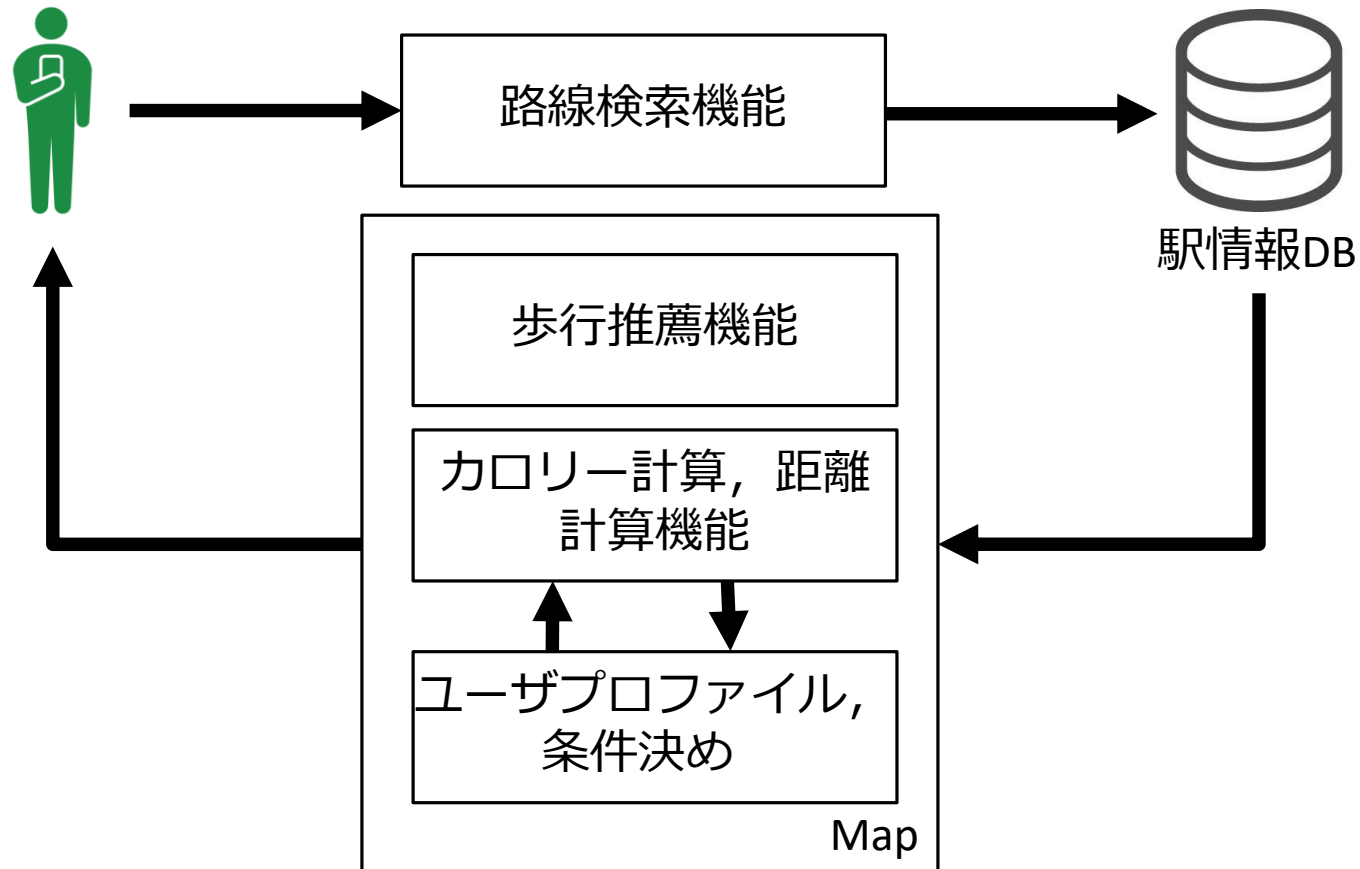 路線検索機能
駅情報DB
歩行推薦機能
カロリー計算，距離
計算機能
ユーザプロファイル，
条件決め
Map